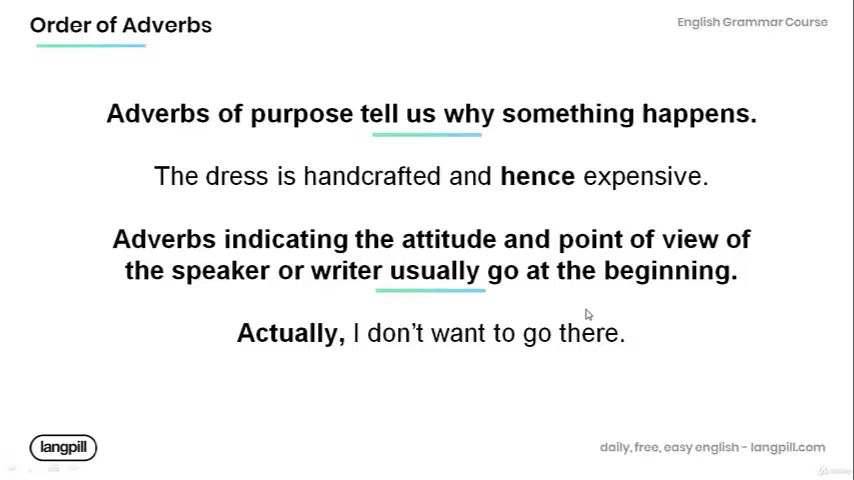 Order of Adverbs
English Grammar Course
Adverbs of purpose tell us why something happens.
The dress is handcrafted and hence expensive.
Adverbs indicating the attitude and point of view of
the speaker or writer usually go at the beginning.
Actually, I don't want to go there.
langpill
daily, free, easy english - langpill.com